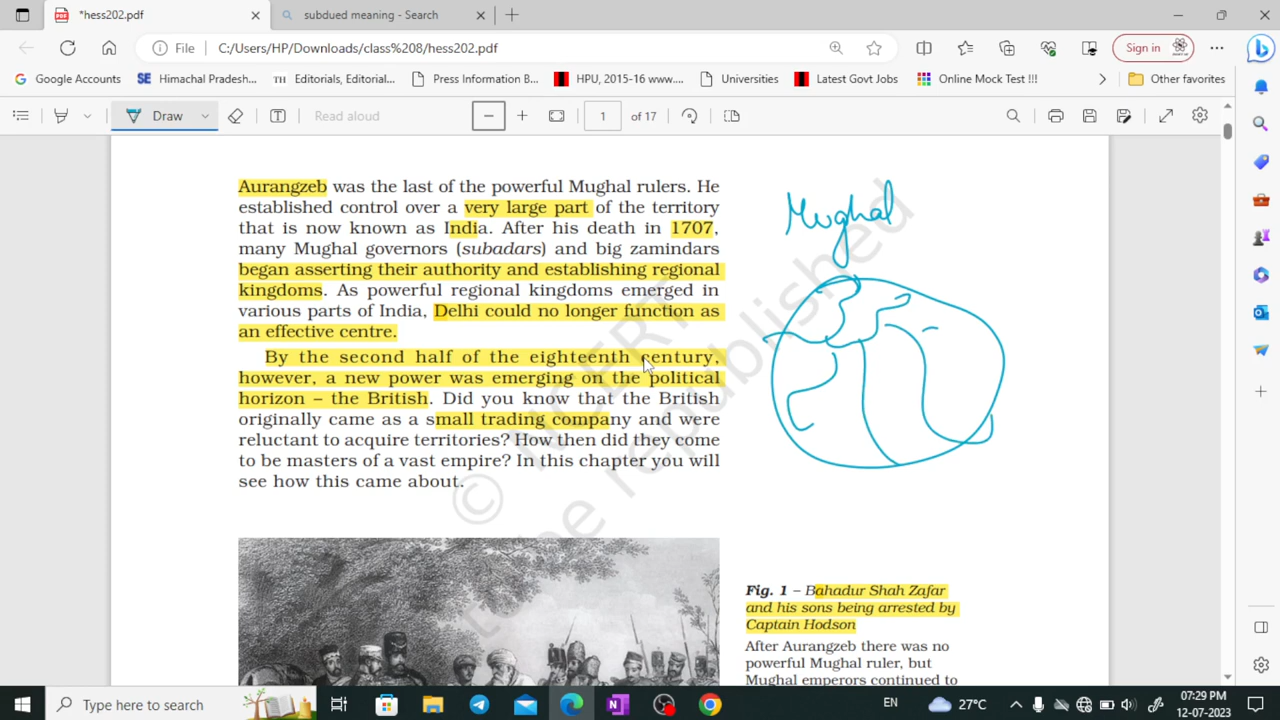 *hess202.pdf
subdued meaning - Search
File
C:/Users/HP/Downloads/class%208/hess202.pdf
Sign in
Google Accounts
SE Himachal Pradesh...
TH Editorials, Editorial...
Press Information B...
HPU, 2015-16 www....
Universities
Latest Govt Jobs
Online Mock Test !!!
Other favorites
Draw
Read aloud
1 of 17
Aurangzeb was the last of the powerful Mughal rulers. He
established control over a very large part of the territory
that is now known as India. After his death in 1707,
many Mughal governors (subadars) and big zamindars
began asserting their authority and establishing regional
kingdoms. As powerful regional kingdoms emerged in
various parts of India, Delhi could no longer function as
an effective centre.
By the second half of the eighteenth century,
however, a new power was emerging on the political
horizon – the British. Did you know that the British
originally came as a small trading company and were
reluctant to acquire territories? How then did they come
to be masters of a vast empire? In this chapter you will
see how this came about.
Mughal
© NCERT
republished
Fig. 1 – Bahadur Shah Zafar
and his sons being arrested by
Captain Hodson
After Aurangzeb there was no
powerful Mughal ruler, but
Mughal emperors continued to
Type here to search
27°C
EN
07:29 PM
12-07-2023